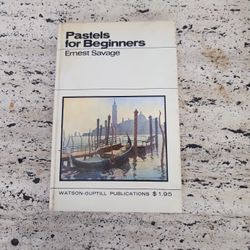 Pastels
for Beginners
Ernest Savage
WATSON-GUPTILL PUBLICATIONS $1.95